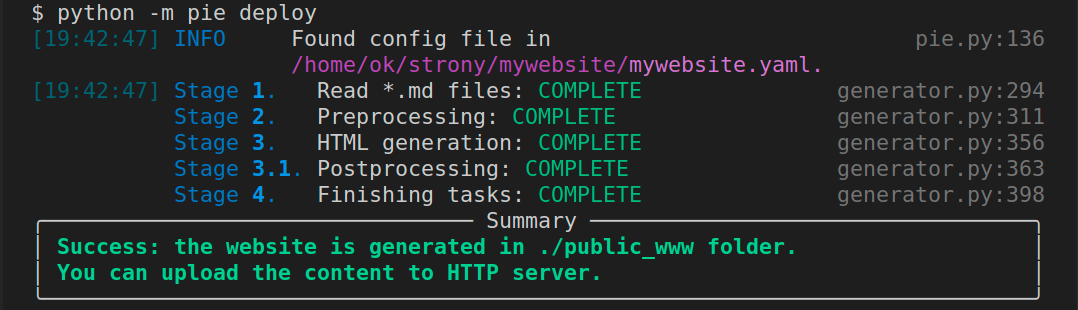 $ python -m pie deploy
[19:42:47] INFO     Found config file in                            pie.py:136
                    /home/ok/strony/mywebsite/mywebsite.yaml.
[19:42:47] Stage 1.   Read *.md files: COMPLETE               generator.py:294
           Stage 2.   Preprocessing: COMPLETE                 generator.py:311
           Stage 3.   HTML generation: COMPLETE               generator.py:356
           Stage 3.1. Postprocessing: COMPLETE                generator.py:363
           Stage 4.   Finishing tasks: COMPLETE               generator.py:398
Summary
Success: the website is generated in ./public_www folder.
You can upload the content to HTTP server.